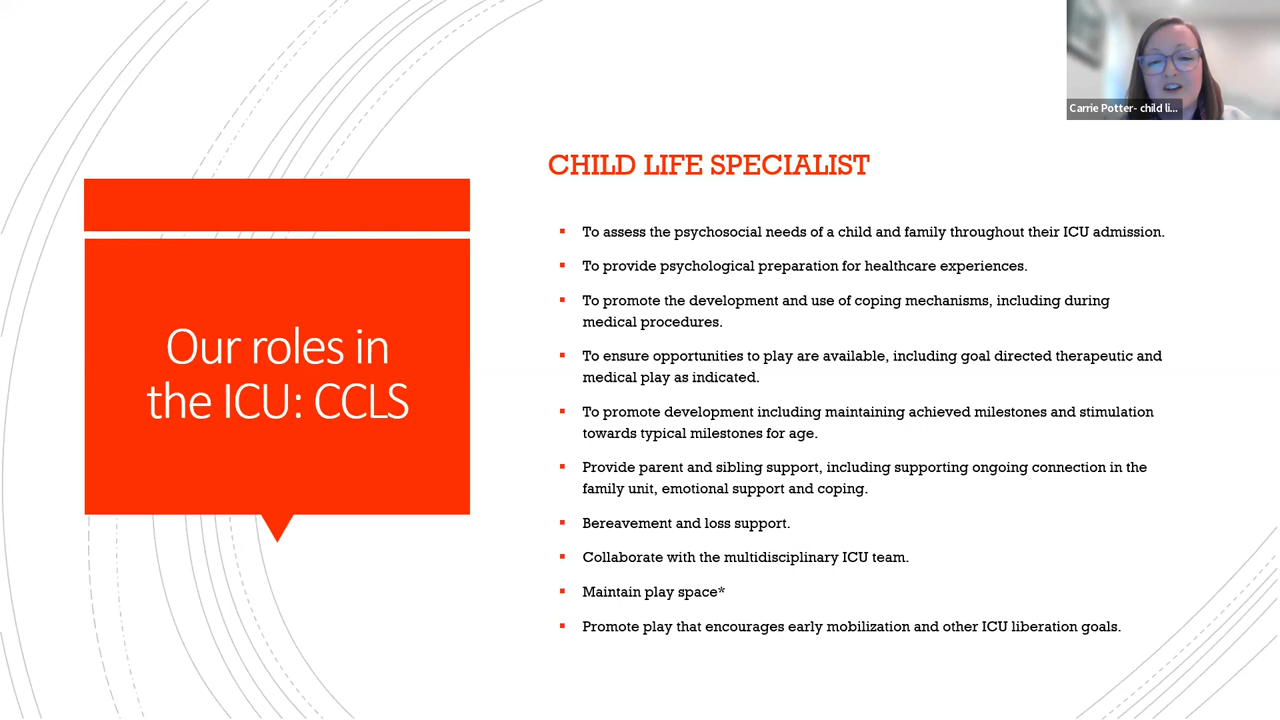 Carrie Potter- child li...
CHILD LIFE SPECIALIST
Our roles in
the ICU: CCLS
To assess the psychosocial needs of a child and family throughout their ICU admission.
To provide psychological preparation for healthcare experiences.
To promote the development and use of coping mechanisms, including during
medical procedures.
To ensure opportunities to play are available, including goal directed therapeutic and
medical play as indicated.
To promote development including maintaining achieved milestones and stimulation
towards typical milestones for age.
Provide parent and sibling support, including supporting ongoing connection in the
family unit, emotional support and coping.
Bereavement and loss support.
Collaborate with the multidisciplinary ICU team.
Maintain play space*
Promote play that encourages early mobilization and other ICU liberation goals.